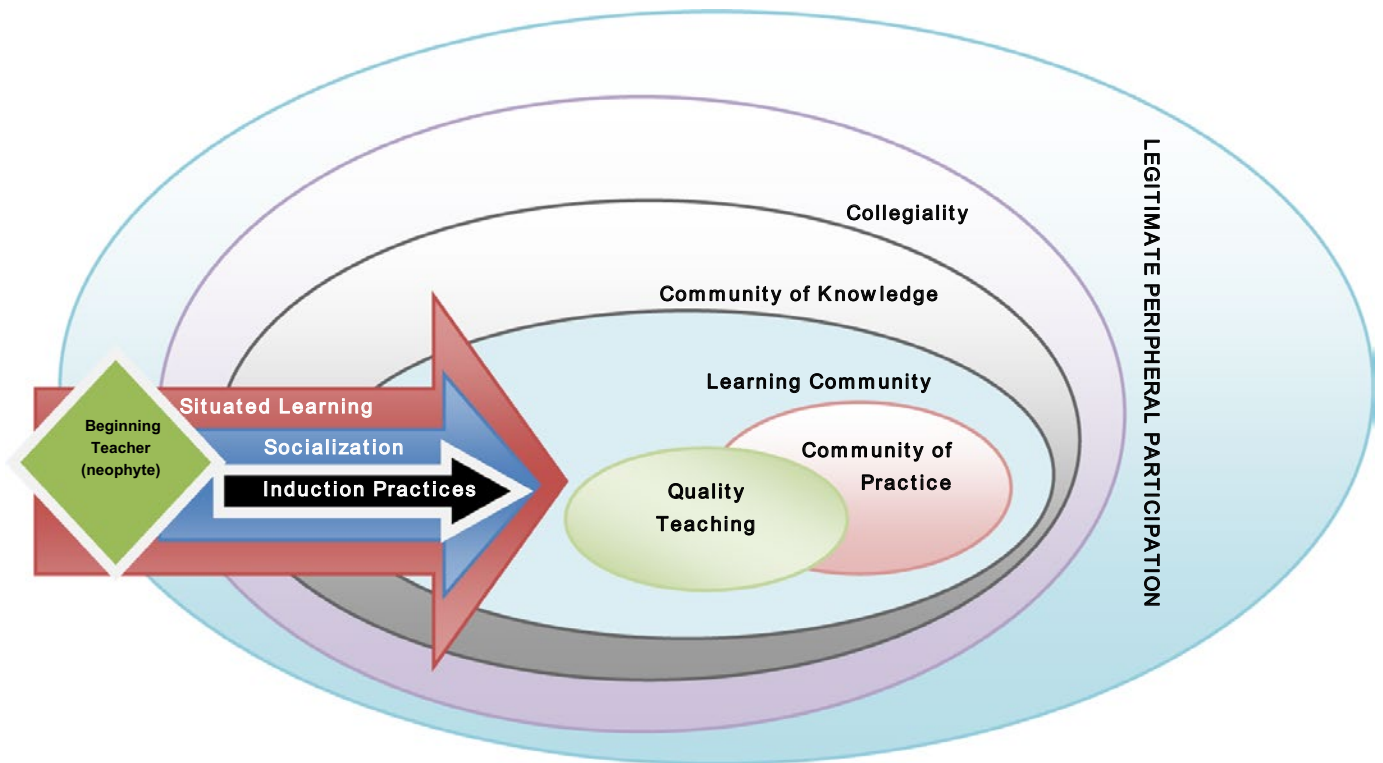 LEGITIMATE PERIPHERAL PARTICIPATION
Collegiality
Community of Knowledge
Learning Community
Situated Learning
Beginning
Teacher
(neophyte)
Socialization
Induction Practices
Community of
Practice
Quality
Teaching